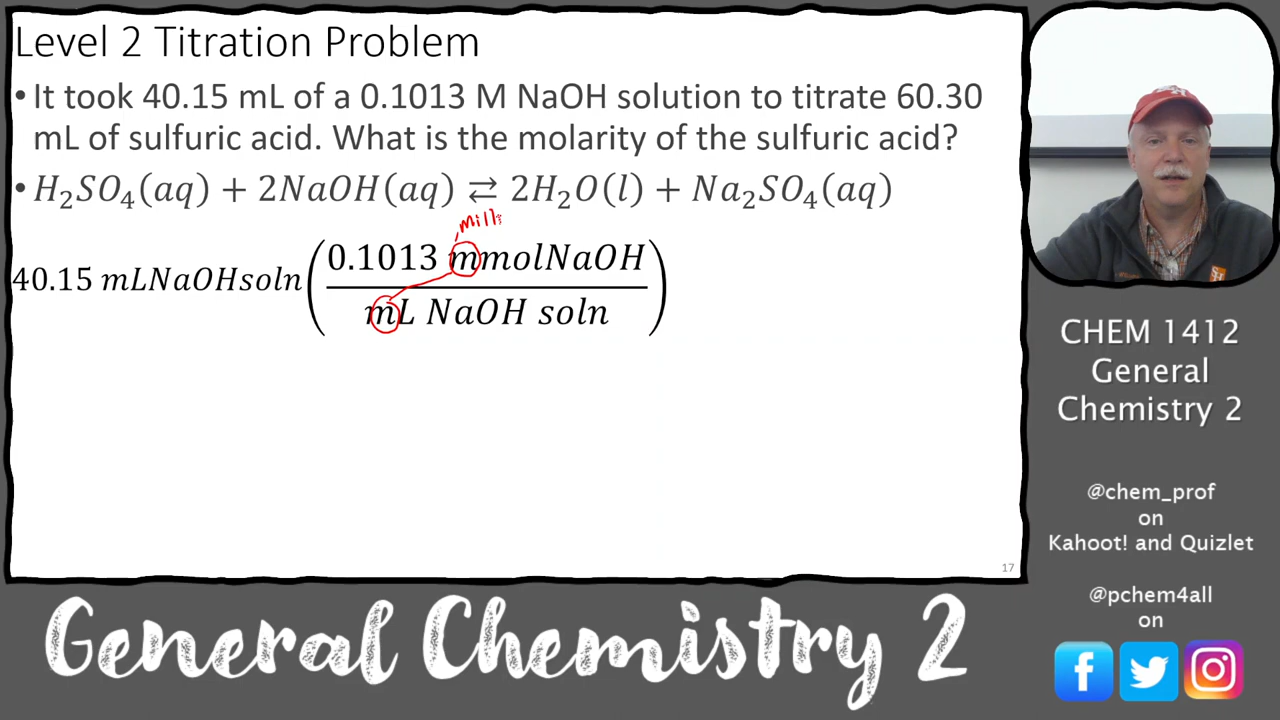 Level 2 Titration Problem
• It took 40.15 mL of a 0.1013 M NaOH solution to titrate 60.30
mL of sulfuric acid. What is the molarity of the sulfuric acid?
• H₂SO₄(aq) + 2NaOH(aq) ⇄ 2H₂O(l) + Na₂SO₄(aq)
mill
40.15 mLNaOHsoln(0.1013 mmolNaOH
mL NaOH soln)
17
CHEM 1412
General
Chemistry 2
@chem_prof
on
Kahoot! and Quizlet
@pchem4all
on
General Chemistry 2